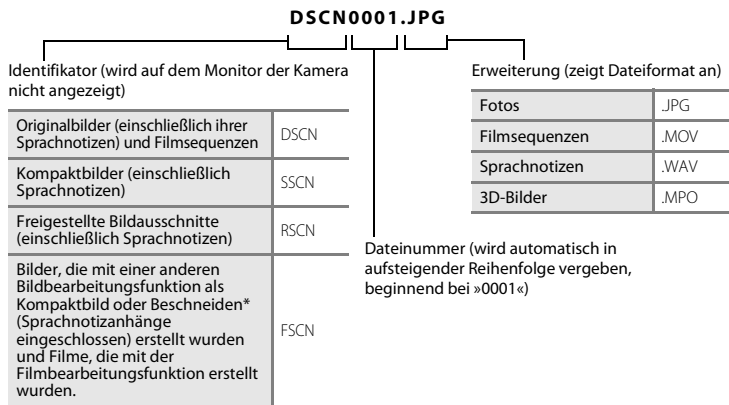 DSCN0001.JPG
Identifikator (wird auf dem Monitor der Kamera
nicht angezeigt)
Originalbilder (einschließlich ihrer
Sprachnotizen) und Filmsequenzen
DSCN
Kompaktbilder (einschließlich
Sprachnotizen)
SSCN
Freigestellte Bildausschnitte
(einschließlich Sprachnotizen)
RSCN
Bilder, die mit einer anderen
Bildbearbeitungsfunktion als
Kompaktbild oder Beschneiden*
(Sprachnotizanhänge
eingeschlossen) erstellt wurden
und Filme, die mit der
Filmbearbeitungsfunktion erstellt
wurden.
FSCN
Erweiterung (zeigt Dateiformat an)
Fotos .JPG
Filmsequenzen .MOV
Sprachnotizen .WAV
3D-Bilder .MPO
Dateinummer (wird automatisch in
aufsteigender Reihenfolge vergeben,
beginnend bei »0001«)